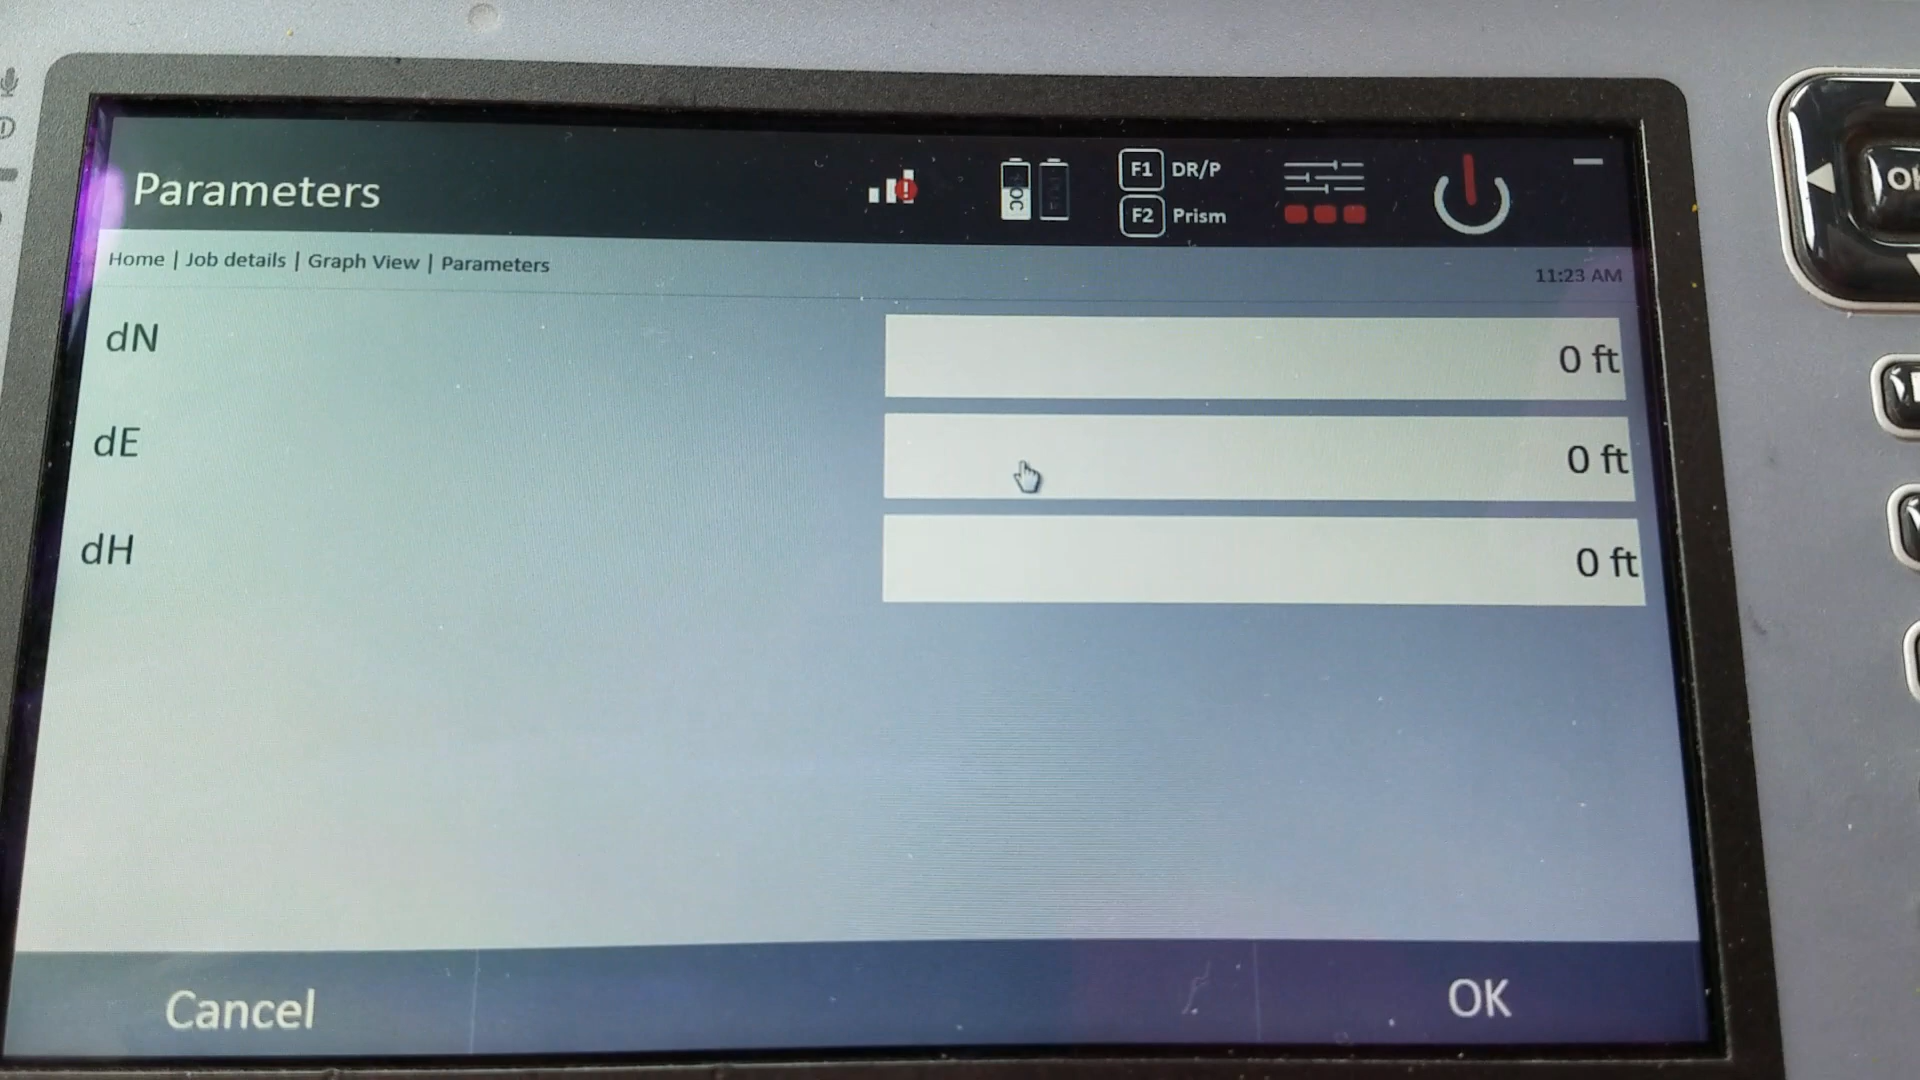 Parameters
F1 DR/P
F2 Prism
Home | Job details | Graph View | Parameters
11:23 AM
dN
0 ft
dE
0 ft
dH
0 ft
Cancel
OK